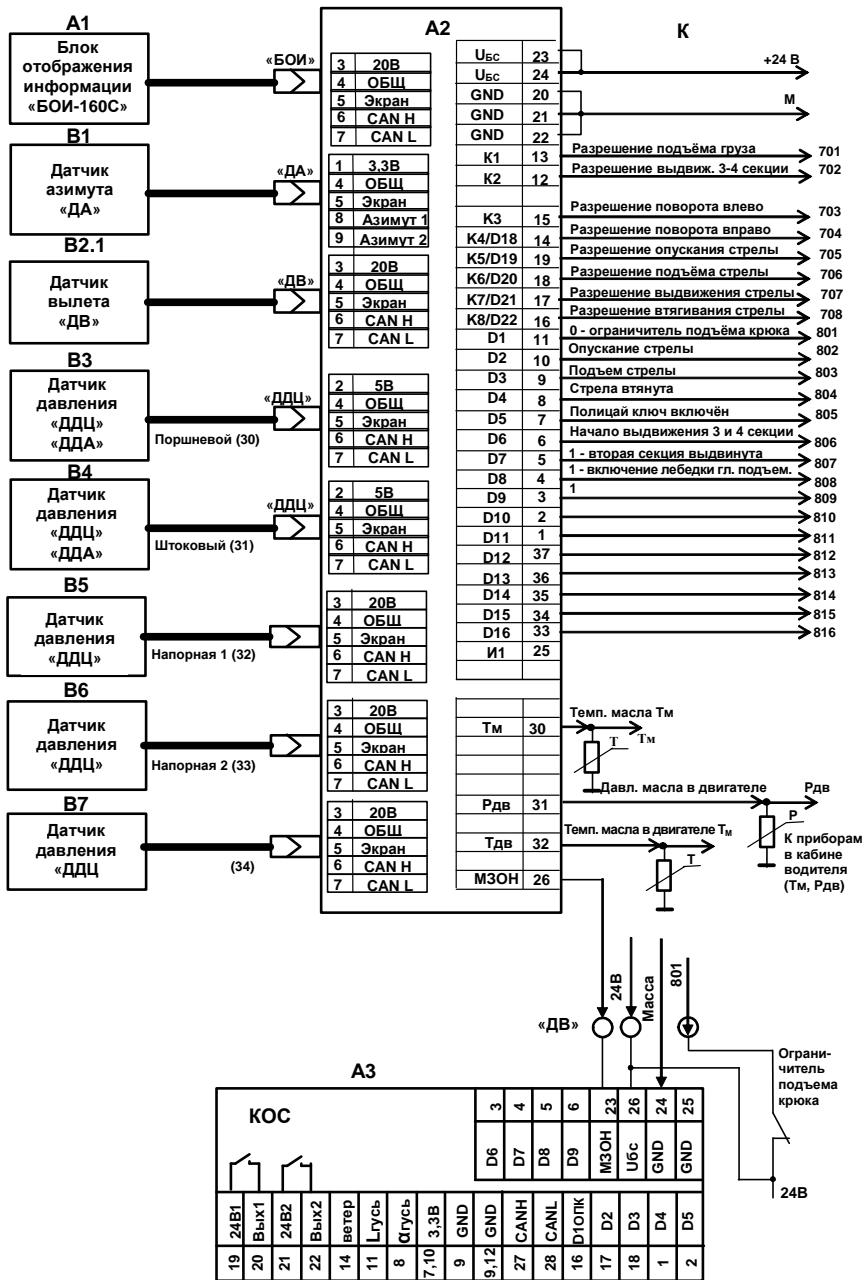 А1
Блок
отображения
информации
«БОИ-160С»
«БОИ»
В1
Датчик
азимута
«ДА»
«ДА»
В2.1
Датчик
вылета
«ДВ»
«ДВ»
В3
Датчик
давления
«ДДЦ»
«ДДА»
Поршневой (30)
«ДДЦ»
В4
Датчик
давления
«ДДЦ»
«ДДА»
Штоковый (31)
«ДДЦ»
В5
Датчик
давления
«ДДЦ»
Напорная 1 (32)
В6
Датчик
давления
«ДДЦ»
Напорная 2 (33)
В7
Датчик
давления
«ДДЦ
(34)
А2
3 20В
4 ОБЩ
5 Экран
6 CAN H
7 CAN L
1 3,3В
4 ОБЩ
5 Экран
8 Азимут 1
9 Азимут 2
3 20В
4 ОБЩ
5 Экран
6 CAN H
7 CAN L
2 5В
4 ОБЩ
5 Экран
6 CAN H
7 CAN L
2 5В
4 ОБЩ
5 Экран
6 CAN H
7 CAN L
3 20В
4 ОБЩ
5 Экран
6 CAN H
7 CAN L
3 20В
4 ОБЩ
5 Экран
6 CAN H
7 CAN L
3 20В
4 ОБЩ
5 Экран
6 CAN H
7 CAN L
К
UБС 23
UБС 24 +24 В
GND 20
GND 21 М
GND 22
К1 13 Разрешение подъёма груза 701
К2 12 Разрешение выдвиж. 3-4 секции 702
К3 15 Разрешение поворота влево 703
К4/D18 14 Разрешение поворота вправо 704
К5/D19 19 Разрешение опускания стрелы 705
К6/D20 18 Разрешение подъёма стрелы 706
К7/D21 17 Разрешение выдвижения стрелы 707
К8/D22 16 Разрешение втягивания стрелы 708
D1 11 0 - ограничитель подъёма крюка 801
D2 10 Опускание стрелы 802
D3 9 Подъем стрелы 803
D4 8 Стрела втянута 804
D5 7 Полицай ключ включён 805
D6 6 Начало выдвижения 3 и 4 секции 806
D7 5 1 - вторая секция выдвинута 807
D8 4 1 - включение лебедки гл. подъем. 808
D9 3 1 809
D10 2 810
D11 1 811
D12 37 812
D13 36 813
D14 35 814
D15 34 815
D16 33 816
И1 25
Тм 30 Темп. масла Тм
Т Тм
Рдв 31 Давл. масла в двигателе Рдв
Р
Тдв 32 Темп. масла в двигателе ТМ
Т
К приборам
в кабине
водителя
(Тм, Рдв)
МЗОН 26
«ДВ»
24В
Масса
801
Ограни-
читель
подъема
крюка
24В
А3
КОС
3 4 5 6 23 26 24 25
D6 D7 D8 D9 МЗОН Uбс GND GND
24В1 Вых1 24В2 Вых2 ветер Lгусь αгусь 3,3В GND GND CANH CANL D1ОПК D2 D3 D4 D5
19 20 21 22 14 11 8 7,10 9 9,12 27 28 16 17 18 1 2